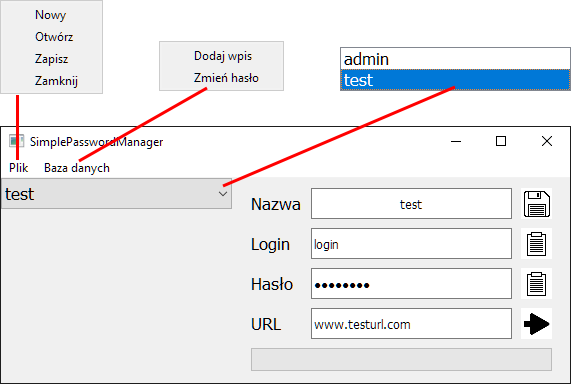 Nowy
Otwórz
Zapisz
Zamknij
Dodaj wpis
Zmień hasło
admin
test
SimplePasswordManager
Plik Baza danych
test
Nazwa test
Login login
Hasło ••••••••
URL www.testurl.com